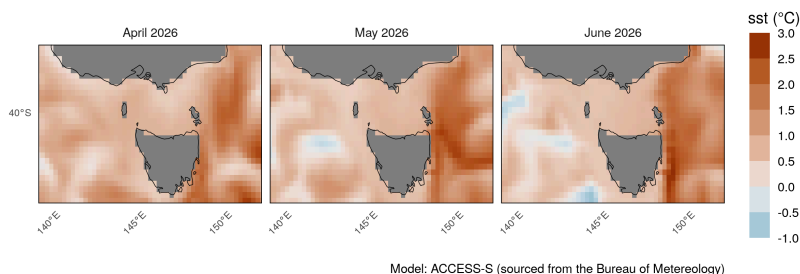 sst (°C)
April 2026
May 2026
June 2026
3.0
2.5
2.0
1.5
1.0
0.5
0.0
-0.5
-1.0
40°S
140°E
145°E
150°E
140°E
145°E
150°E
140°E
145°E
150°E
Model: ACCESS-S (sourced from the Bureau of Metereology)